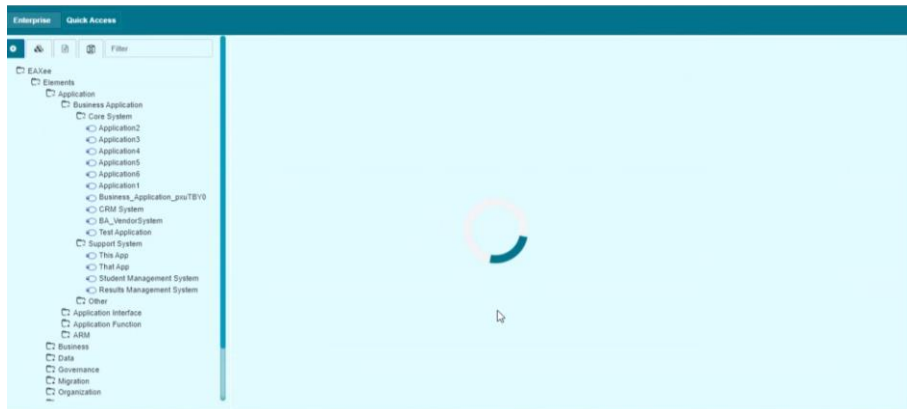 Enterprise Quick Access
Filter
EAXee
Elements
Application
Business Application
Core System
Application2
Application3
Application4
Application5
Application6
Application1
Business_Application_pxuTBY0
CRM System
BA_VendorSystem
Test Application
Support System
This App
That App
Student Management System
Results Management System
Other
Application Interface
Application Function
ARM
Business
Data
Governance
Migration
Organization